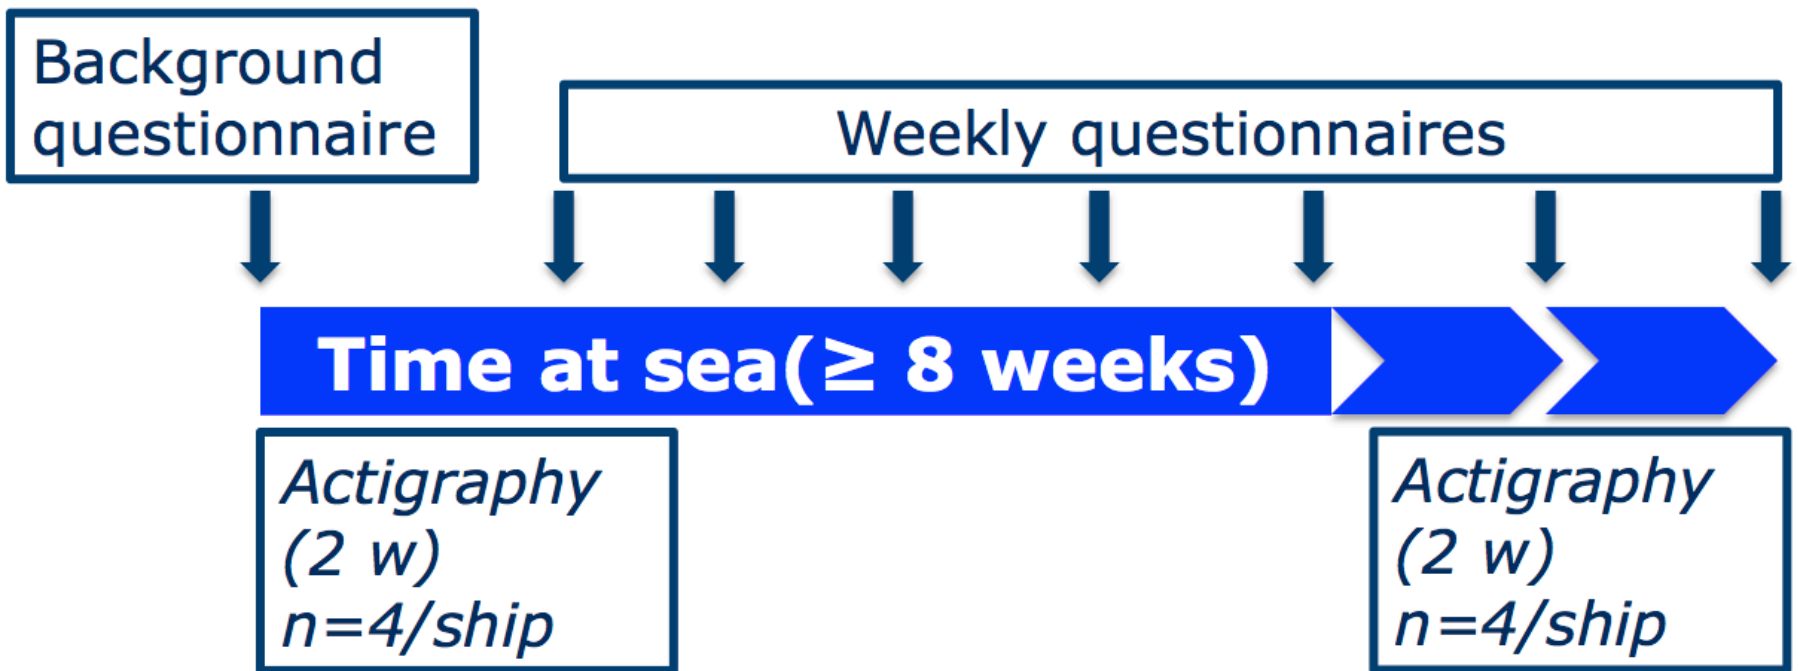 Background
questionnaire
Weekly questionnaires
Time at sea(≥ 8 weeks)
Actigraphy
(2 w)
n=4/ship
Actigraphy
(2 w)
n=4/ship